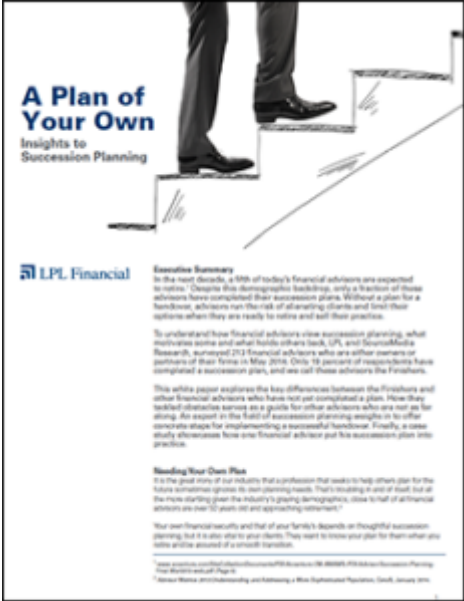 A Plan of
Your Own
Insights to
Succession Planning
LPL Financial
Executive Summary
In the next decade, a fifth of today's financial advisors are expected
to retire.¹ Despite this demographic backdrop, only a fraction of those
advisors have completed their succession plans. Without a plan for a
handover, advisors run the risk of alienating clients and limit their
options when they are ready to retire and sell their practice.
To understand how financial advisors view succession planning, what
motivates some and what holds others back, LPL and SourceMedia
Research, surveyed 213 financial advisors who are either owners or
partners of their firms in May 2016. Only 18 percent of respondents have
completed a succession plan, and we call these advisors the Finishers.
This white paper explores the key differences between the Finishers and
other financial advisors who have not yet completed a plan. How they
tackled obstacles serves as a guide for other advisors who are not as far
along. An expert in the field of succession planning weighs in to offer
concrete steps for implementing a successful handover. Finally, a case
study showcases how one financial advisor put his succession plan into
practice.
Needing Your Own Plan
It is the great irony of our industry that a profession that seeks to help others plan for the
future sometimes ignores its own planning needs. That's troubling in and of itself, but all
the more startling given the industry's graying demographics; close to half of all financial
advisors are over 50 years old and approaching retirement.²
Your own financial security and that of your family's depends on thoughtful succession
planning, but it is also vital to your clients. They want to know your plan for them when you
retire and be assured of a smooth transition.